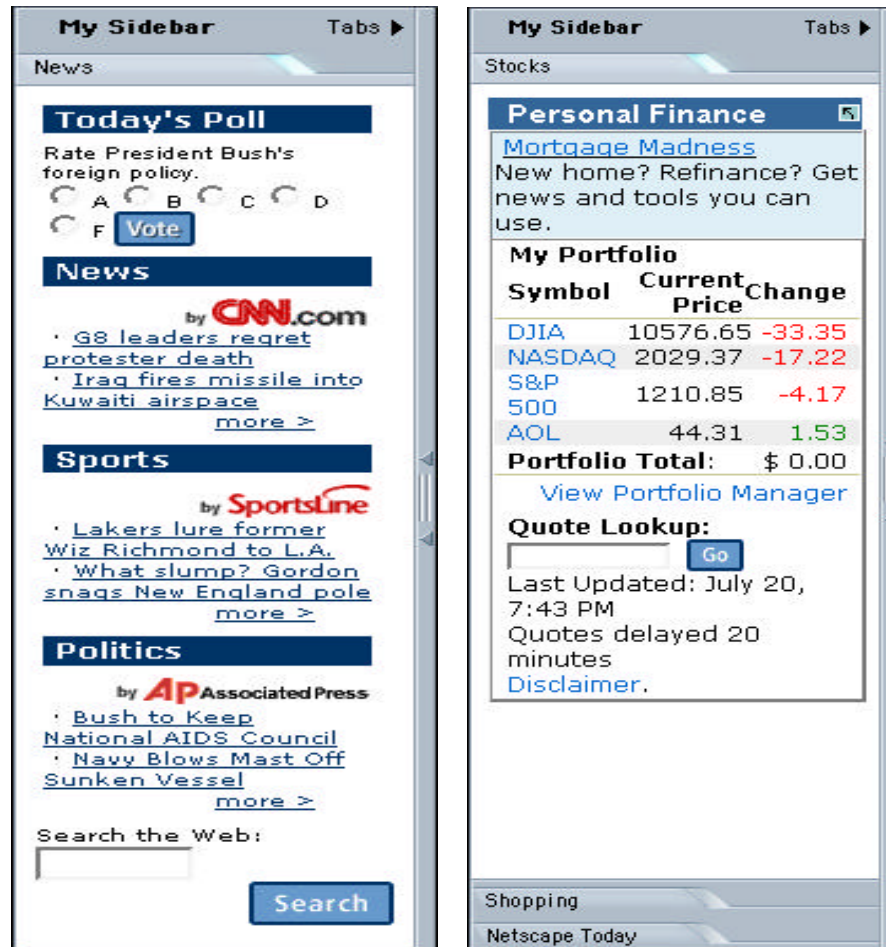 My Sidebar Tabs
News
Today's Poll
Rate President Bush's
foreign policy.
A B C D
F Vote
News
by CNN.com
· G8 leaders regret
protester death
· Iraq fires missile into
Kuwaiti airspace
more >
Sports
by SportsLine
· Lakers lure former
Wiz Richmond to L.A.
· What slump? Gordon
snags New England pole
more >
Politics
by AP Associated Press
· Bush to Keep
National AIDS Council
· Navy Blows Mast Off
Sunken Vessel
more >
Search the Web:
Search
My Sidebar Tabs
Stocks
Personal Finance
Mortgage Madness
New home? Refinance? Get
news and tools you can
use.
My Portfolio
Symbol Current Price Change
DJIA 10576.65 -33.35
NASDAQ 2029.37 -17.22
S&P 500 1210.85 -4.17
AOL 44.31 1.53
Portfolio Total: $ 0.00
View Portfolio Manager
Quote Lookup:
Go
Last Updated: July 20,
7:43 PM
Quotes delayed 20
minutes
Disclaimer.
Shopping
Netscape Today